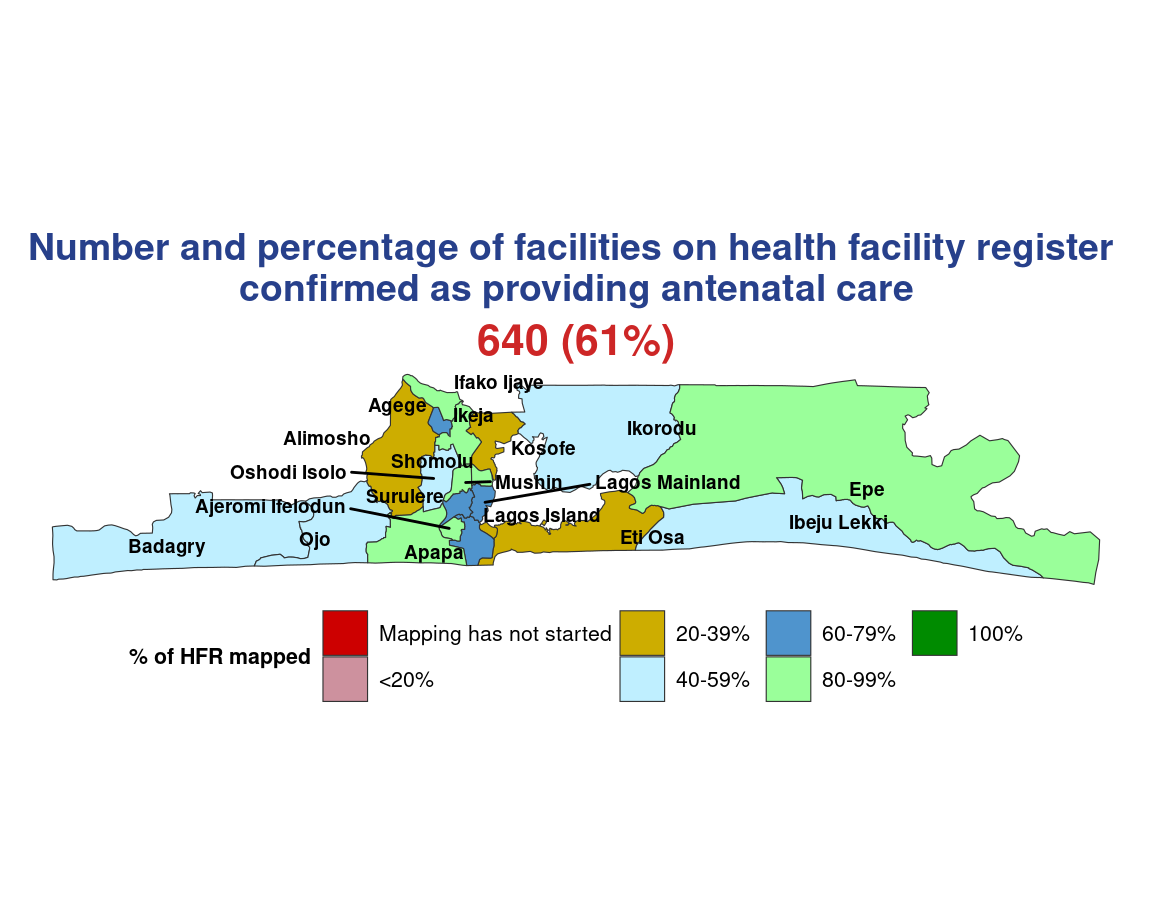 Number and percentage of facilities on health facility register
confirmed as providing antenatal care
640 (61%)
Ifako Ijaye
Agege
Ikeja
Ikorodu
Alimosho
Kosofe
Shomolu
Oshodi Isolo
Mushin
Lagos Mainland
Epe
Surulere
Ajeromi Ifelodun
Lagos Island
Ibeju Lekki
Eti Osa
Ojo
Badagry
Apapa
% of HFR mapped
Mapping has not started
<20%
20-39%
40-59%
60-79%
80-99%
100%